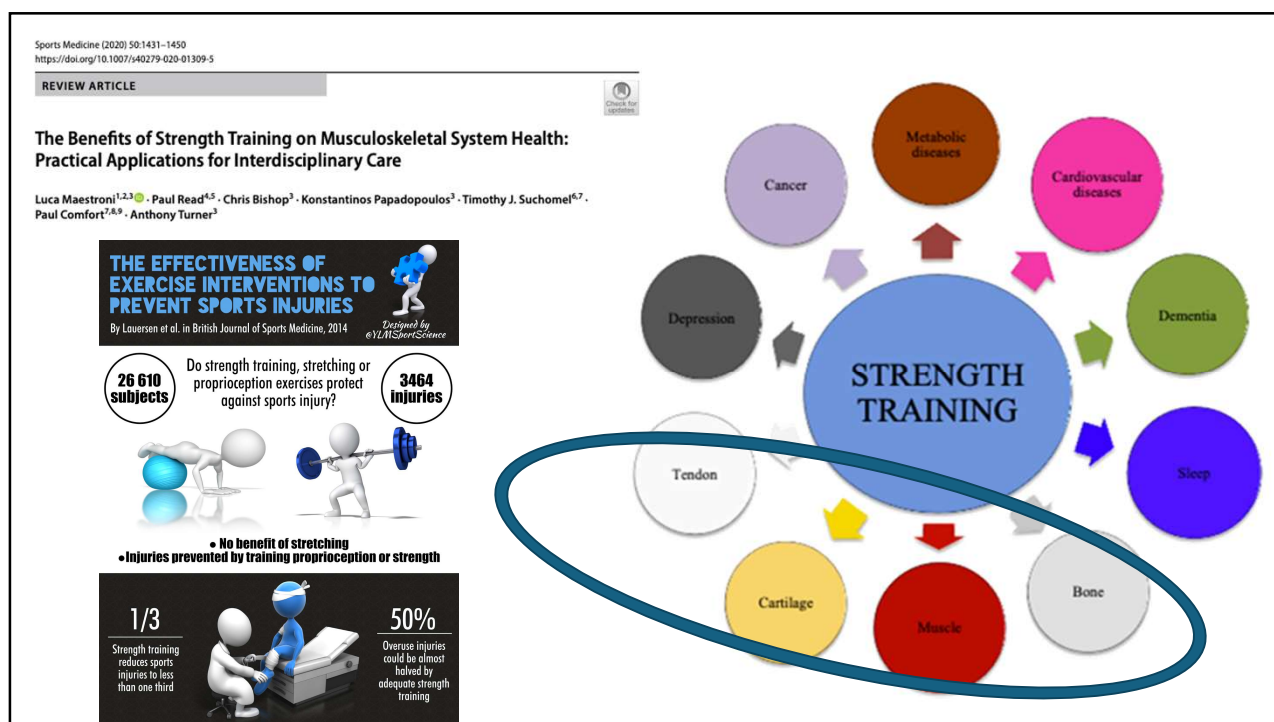 Sports Medicine (2020) 50:1431–1450
https://doi.org/10.1007/s40279-020-01309-5
REVIEW ARTICLE
Check for
updates
The Benefits of Strength Training on Musculoskeletal System Health:
Practical Applications for Interdisciplinary Care
Luca Maestroni1,2,3 · Paul Read4,5 · Chris Bishop3 · Konstantinos Papadopoulos3 · Timothy J. Suchomel6,7 ·
Paul Comfort7,8,9 · Anthony Turner3
THE EFFECTIVENESS OF
EXERCISE INTERVENTIONS TO
PREVENT SPORTS INJURIES
By Lauersen et al. in British Journal of Sports Medicine, 2014
Designed by
@YLMSportScience
26 610
subjects
Do strength training, stretching or
proprioception exercises protect
against sports injury?
3464
injuries
• No benefit of stretching
•Injuries prevented by training proprioception or strength
1/3
Strength training
reduces sports
injuries to less
than one third
50%
Overuse injuries
could be almost
halved by
adequate strength
training
Metabolic
diseases
Cardiovascular
diseases
Cancer
Depression
Dementia
STRENGTH
TRAINING
Tendon
Sleep
Cartilage
Muscle
Bone